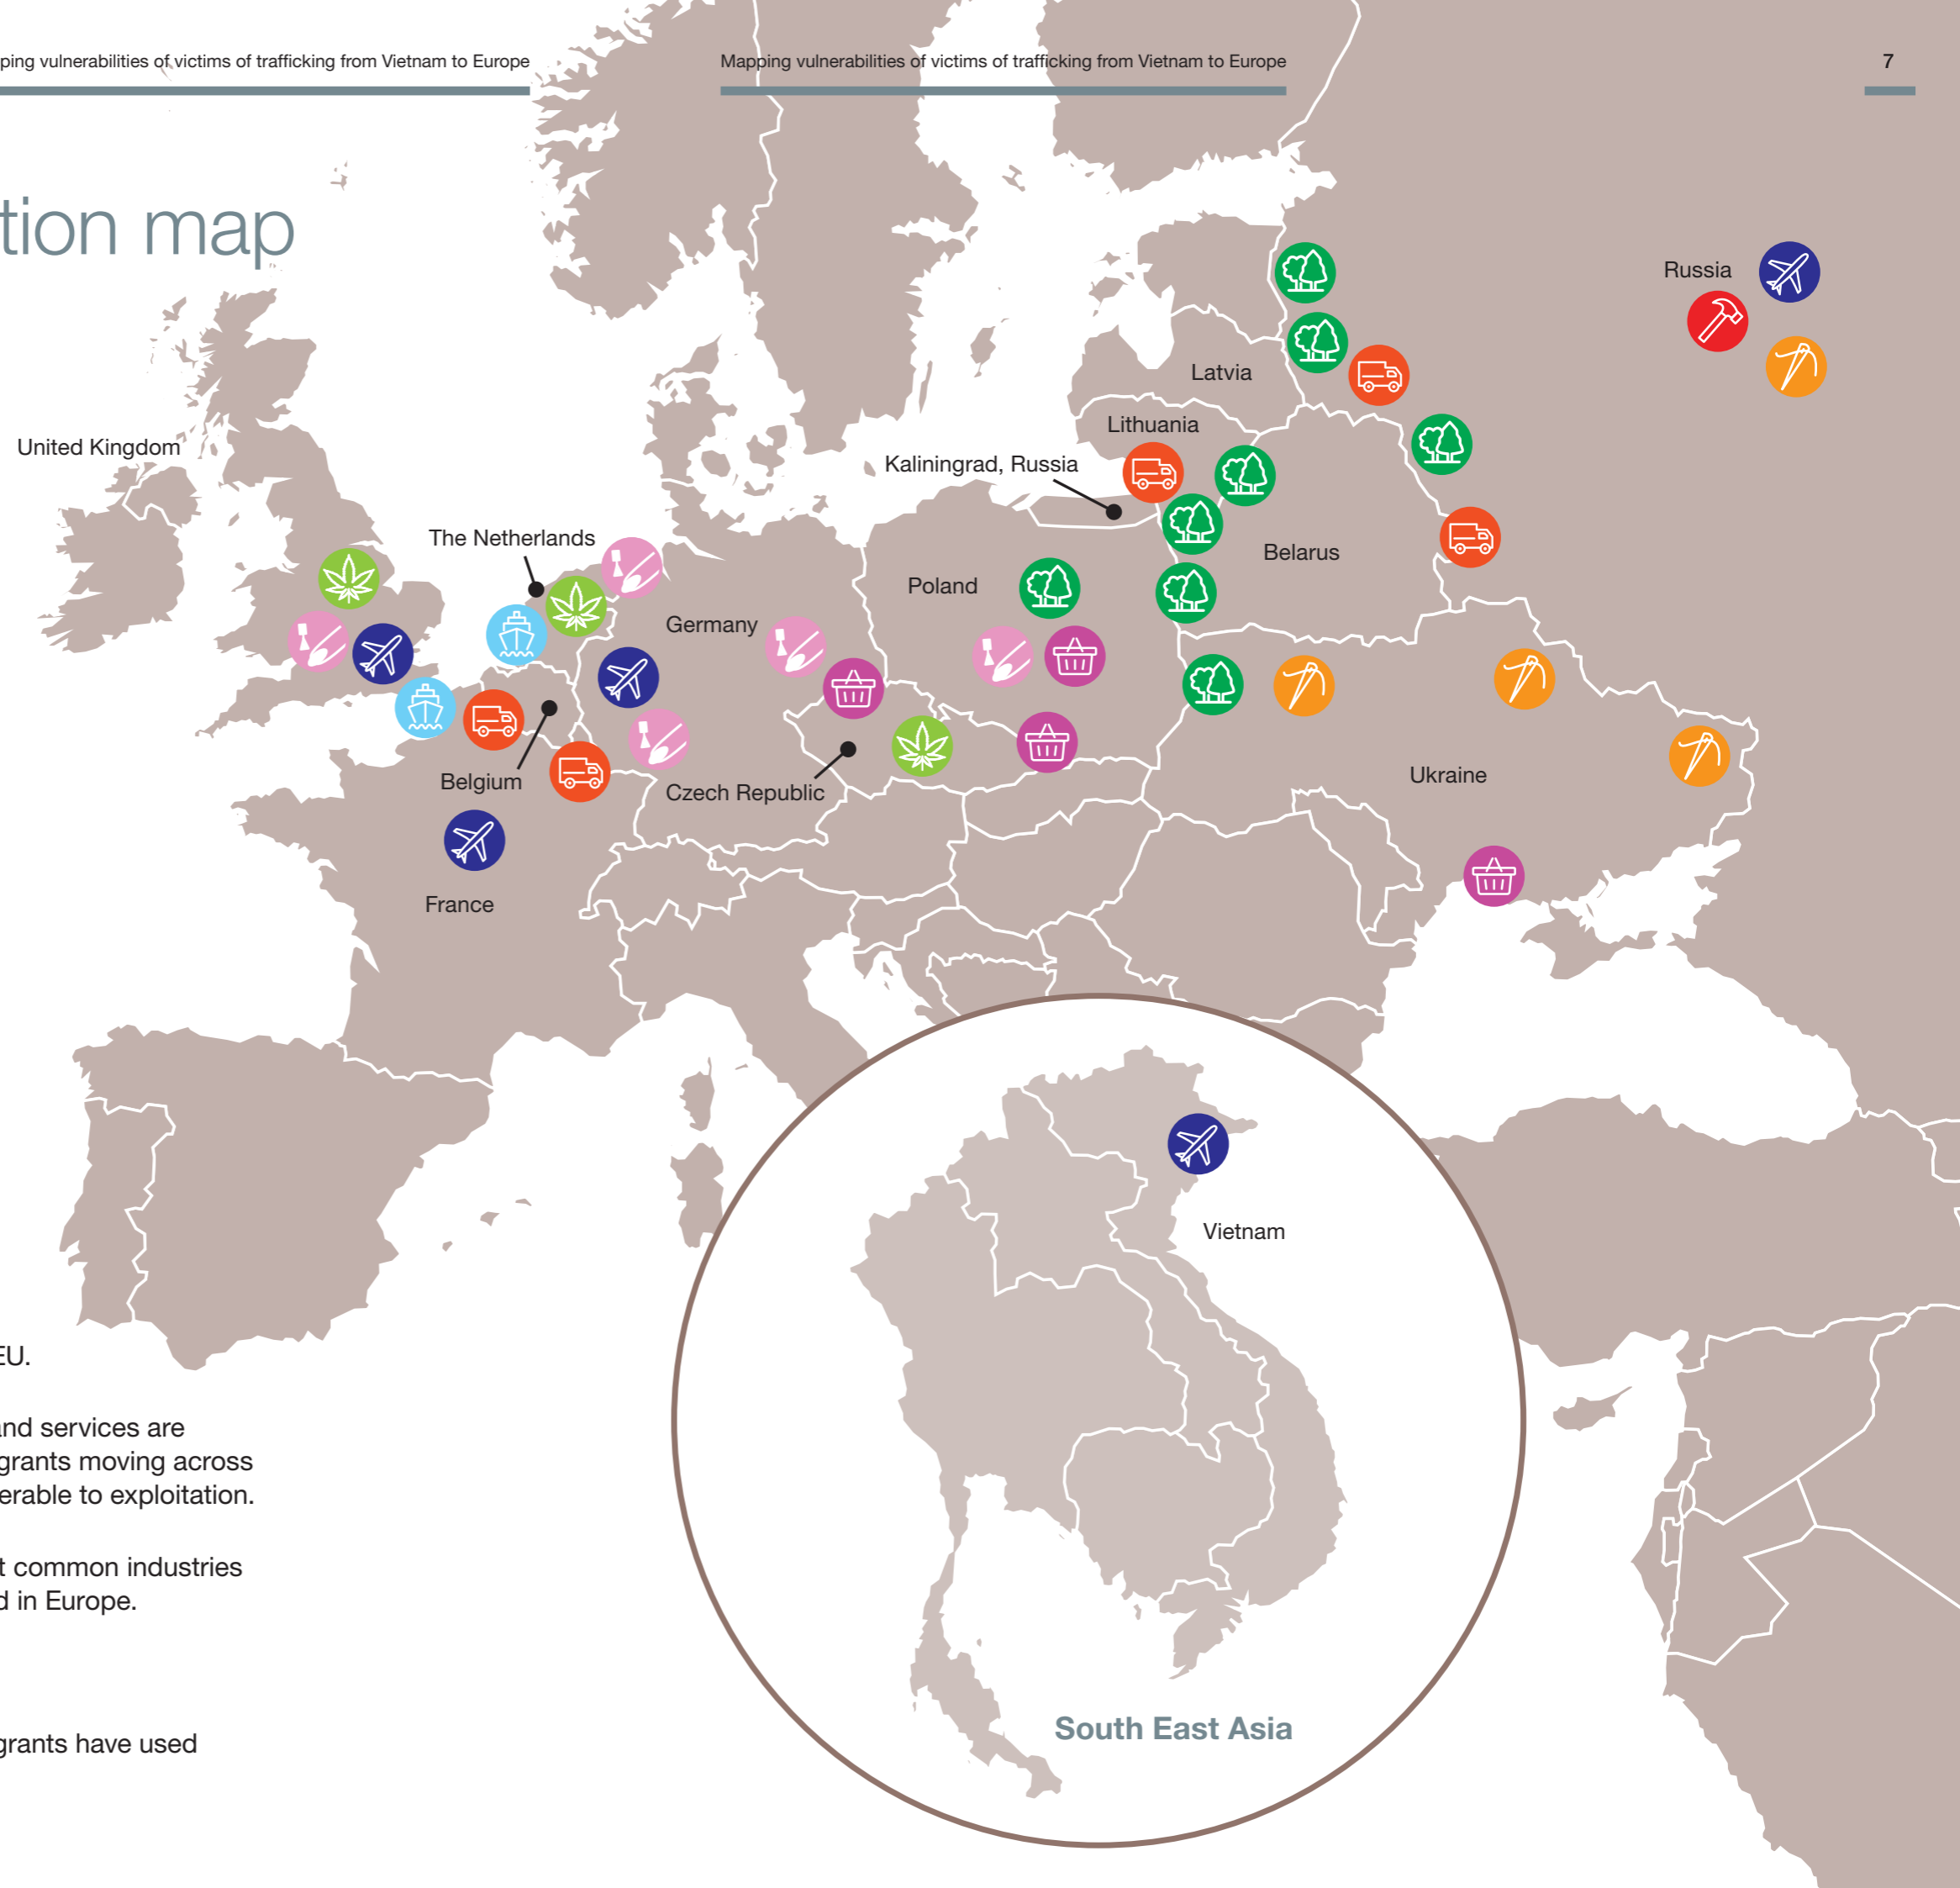 ping vulnerabilities of victims of trafficking from Vietnam to Europe
Mapping vulnerabilities of victims of trafficking from Vietnam to Europe
7
tion map
Russia
Latvia
Lithuania
United Kingdom
Kaliningrad, Russia
The Netherlands
Belarus
Poland
Germany
Belgium
Czech Republic
Ukraine
France
Vietnam
EU.
and services are
grants moving across
erable to exploitation.
t common industries
d in Europe.
South East Asia
grants have used